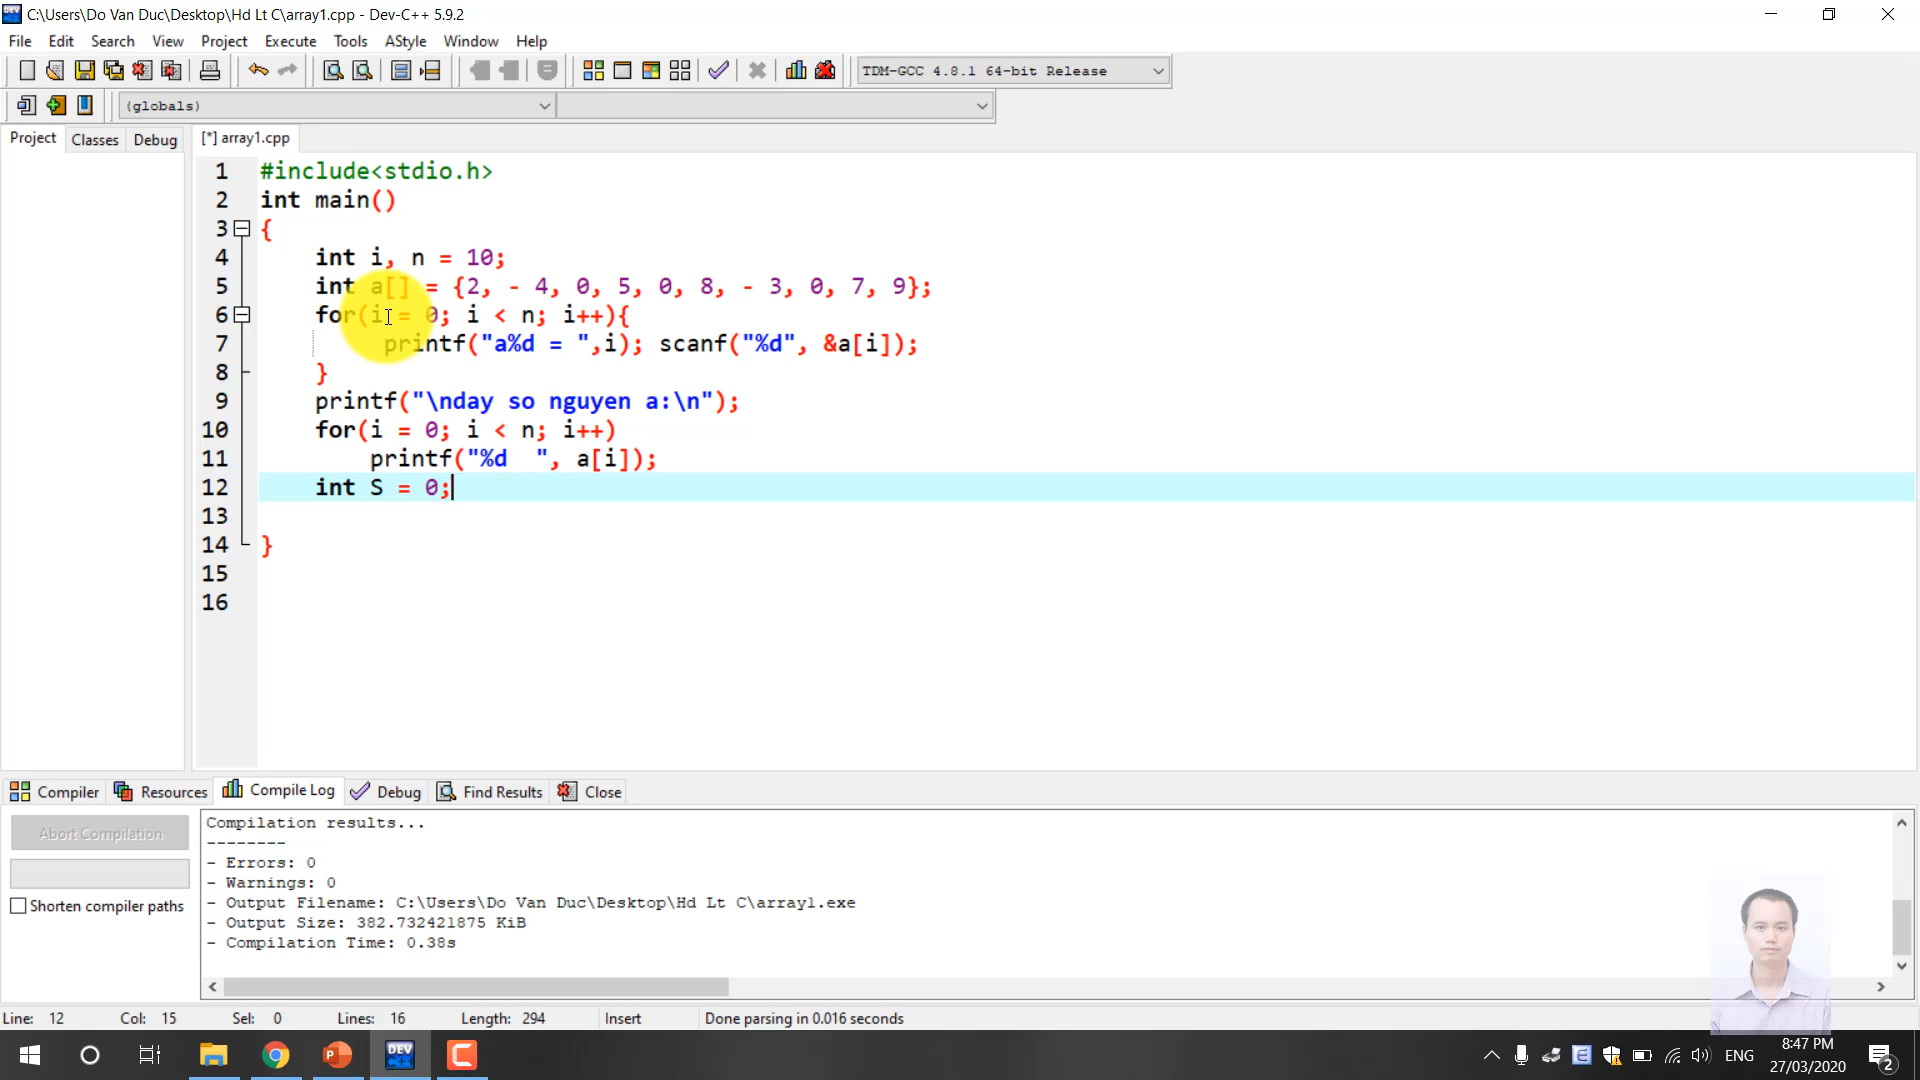 C:\Users\Do Van Duc\Desktop\Hd Lt C\array1.cpp - Dev-C++ 5.9.2
File Edit Search View Project Execute Tools AStyle Window Help
TDM-GCC 4.8.1 64-bit Release
(globals)
Project Classes Debug [*] array1.cpp
1 #include<stdio.h>
2 int main()
3 {
4 int i, n = 10;
5 int a[] = {2, - 4, 0, 5, 0, 8, - 3, 0, 7, 9};
6 for(i = 0; i < n; i++){
7 printf("a%d = ",i); scanf("%d", &a[i]);
8 }
9 printf("\nday so nguyen a:\n");
10 for(i = 0; i < n; i++)
11 printf("%d  ", a[i]);
12 int S = 0;
13
14 }
15
16
Compiler Resources Compile Log Debug Find Results Close
Abort Compilation
Shorten compiler paths
Compilation results...
--------
- Errors: 0
- Warnings: 0
- Output Filename: C:\Users\Do Van Duc\Desktop\Hd Lt C\array1.exe
- Output Size: 382.732421875 KiB
- Compilation Time: 0.38s
Line: 12 Col: 15 Sel: 0 Lines: 16 Length: 294 Insert Done parsing in 0.016 seconds
DEV
ENG
8:47 PM
27/03/2020
2